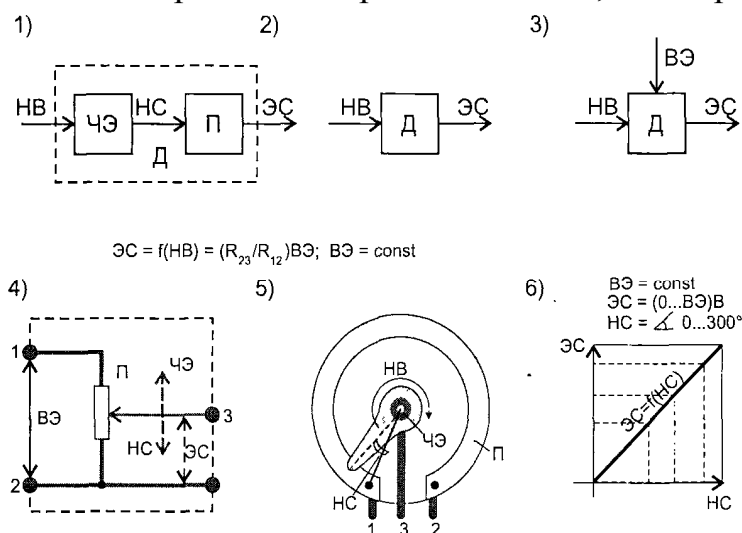 1)
НВ
ЧЭ
НС
П
ЭС
Д
2)
НВ
Д
ЭС
3)
ВЭ
НВ
Д
ЭС
ЭС = f(НВ) = (R₂₃/R₁₂)ВЭ; ВЭ = const
4)
1
П
ЧЭ
ВЭ
3
НС
ЭС
2
5)
НВ
ЧЭ
П
НС
1 3 2
6)
ВЭ = const
ЭС = (0...ВЭ)В
НС = ∠ 0...300°
ЭС
ЭС=f(НС)
НС